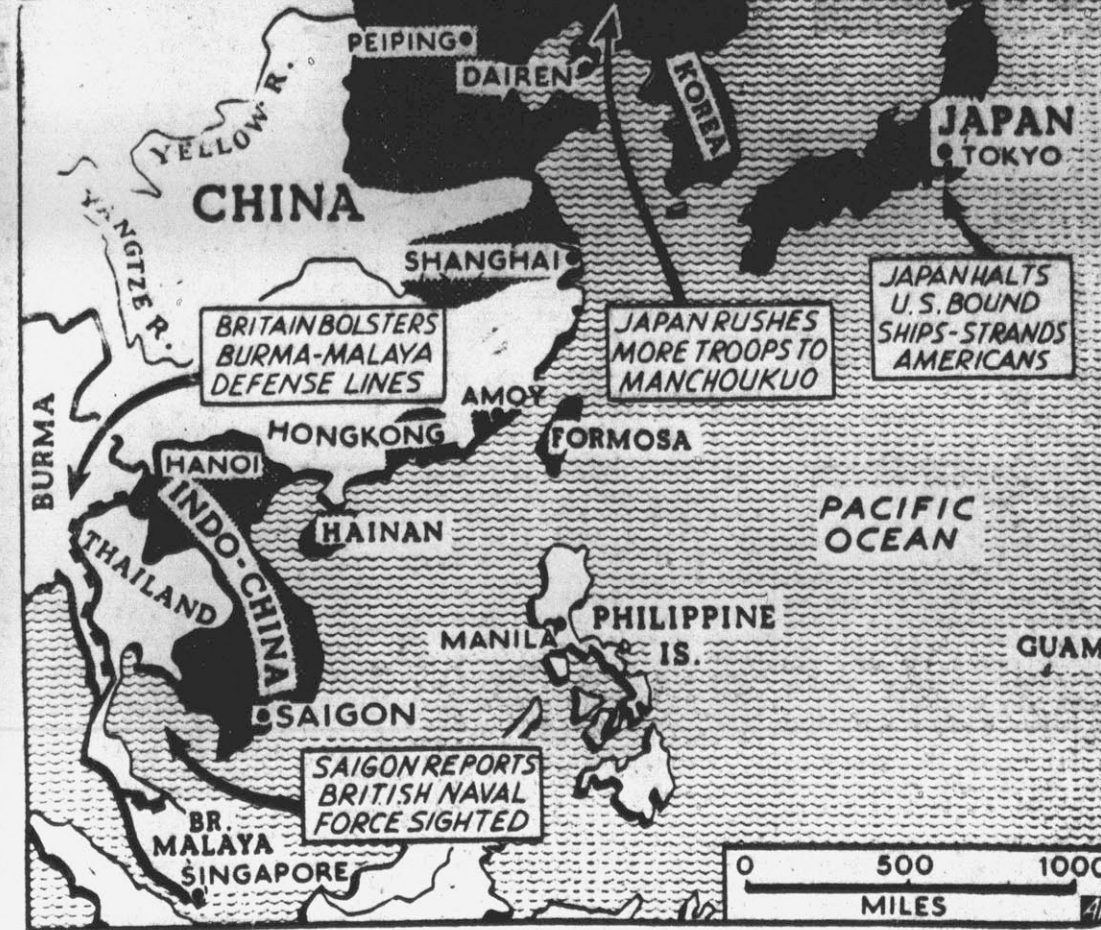 PEIPING
DAIREN
KOREA
JAPAN
TOKYO
YELLOW R.
CHINA
YANGTZE R.
SHANGHAI
JAPAN HALTS
U.S. BOUND
SHIPS-STRANDS
AMERICANS
BRITAIN BOLSTERS
BURMA-MALAYA
DEFENSE LINES
JAPAN RUSHES
MORE TROOPS TO
MANCHOUKUO
AMOY
HONGKONG
FORMOSA
BURMA
HANOI
INDO-CHINA
HAINAN
PACIFIC
OCEAN
THAILAND
MANILA
PHILIPPINE
IS.
GUAM
SAIGON
SAIGON REPORTS
BRITISH NAVAL
FORCE SIGHTED
BR.
MALAYA
SINGAPORE
0 500 1000
MILES